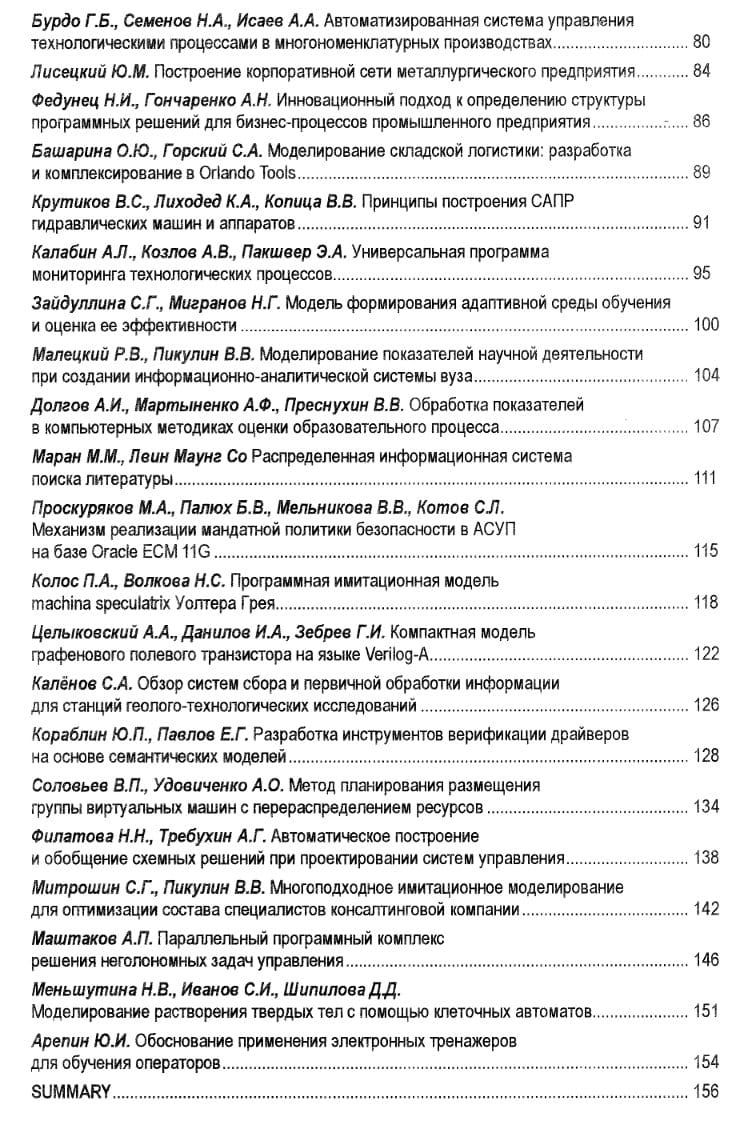 Бурдо Г.Б., Семенов Н.А., Исаев А.А. Автоматизированная система управления
технологическими процессами в многономенклатурных производствах................................ 80
Лисецкий Ю.М. Построение корпоративной сети металлургического предприятия............ 84
Федунец Н.И., Гончаренко А.Н. Инновационный подход к определению структуры
программных решений для бизнес-процессов промышленного предприятия..................... 86
Башарина О.Ю., Горский С.А. Моделирование складской логистики: разработка
и комплексирование в Orlando Tools................................................................ 89
Крутиков В.С., Лиходед К.А., Копица В.В. Принципы построения САПР
гидравлических машин и аппаратов................................................................ 91
Калабин А.Л., Козлов А.В., Пакшвер Э.А. Универсальная программа
мониторинга технологических процессов............................................................ 95
Зайдуллина С.Г., Мигранов Н.Г. Модель формирования адаптивной среды обучения
и оценка ее эффективности........................................................................ 100
Малецкий Р.В., Пикулин В.В. Моделирование показателей научной деятельности
при создании информационно-аналитической системы вуза........................................ 104
Долгов А.И., Мартыненко А.Ф., Преснухин В.В. Обработка показателей
в компьютерных методиках оценки образовательного процесса.................................... 107
Маран М.М., Лвин Маунг Со Распределенная информационная система
поиска литературы................................................................................ 111
Проскуряков М.А., Палюх Б.В., Мельникова В.В., Котов С.Л.
Механизм реализации мандатной политики безопасности в АСУП
на базе Oracle ECM 11G............................................................................ 115
Колос П.А., Волкова Н.С. Программная имитационная модель
machina speculatrix Уолтера Грея................................................................ 118
Целыковский А.А., Данилов И.А., Зебрев Г.И. Компактная модель
графенового полевого транзистора на языке Verilog-A............................................ 122
Калёнов С.А. Обзор систем сбора и первичной обработки информации
для станций геолого-технологических исследований................................................ 126
Кораблин Ю.П., Павлов Е.Г. Разработка инструментов верификации драйверов
на основе семантических моделей.................................................................... 128
Соловьев В.П., Удовиченко А.О. Метод планирования размещения
группы виртуальных машин с перераспределением ресурсов........................................ 134
Филатова Н.Н., Требухин А.Г. Автоматическое построение
и обобщение схемных решений при проектировании систем управления............................ 138
Митрошин С.Г., Пикулин В.В. Многоподходное имитационное моделирование
для оптимизации состава специалистов консалтинговой компании.................................... 142
Маштаков А.П. Параллельный программный комплекс
решения неголономных задач управления............................................................ 146
Меньшутина Н.В., Иванов С.И., Шипилова Д.Д.
Моделирование растворения твердых тел с помощью клеточных автоматов........................ 151
Арепин Ю.И. Обоснование применения электронных тренажеров
для обучения операторов............................................................................ 154
SUMMARY................................................................................................ 156